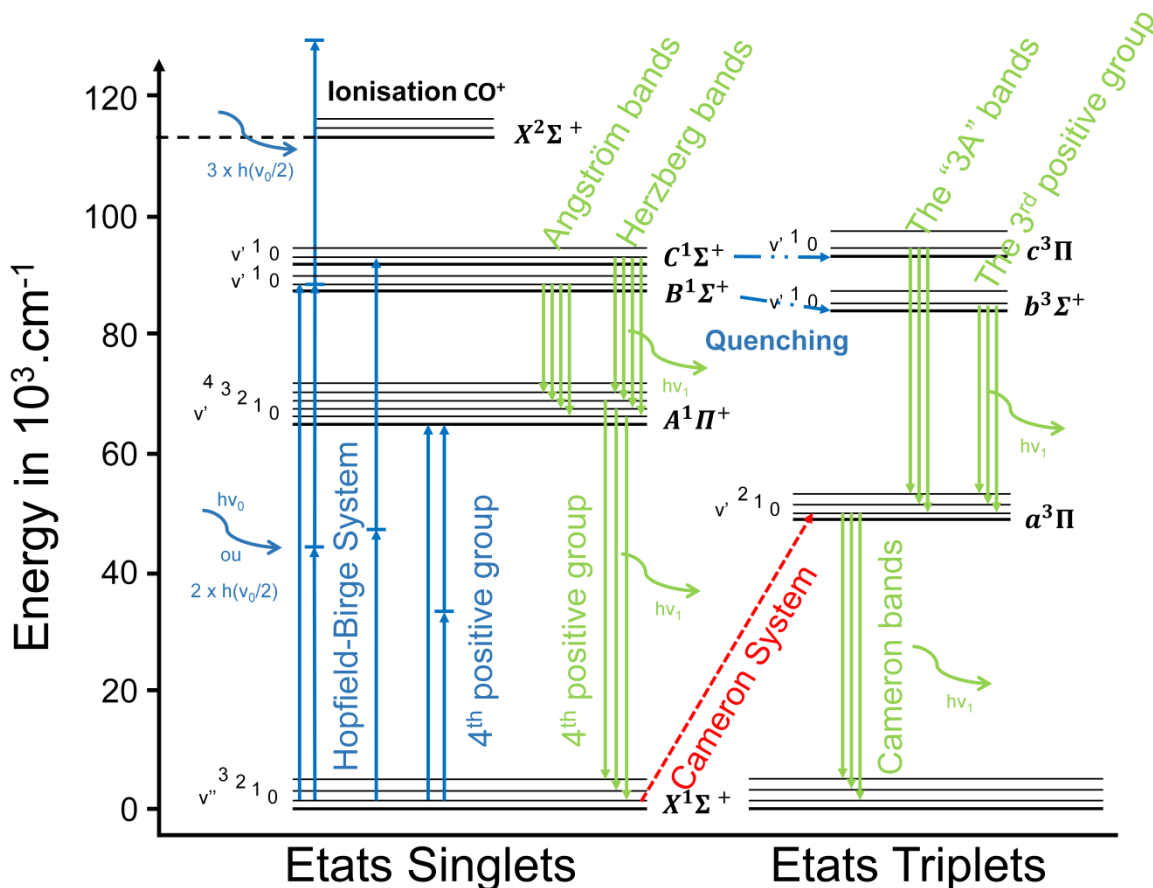 Energy in 10³.cm⁻¹
120
100
80
60
40
20
0
Ionisation CO⁺
X²Σ⁺
3 x h(ν₀/2)
Angström bands
Herzberg bands
The “3A” bands
The 3ʳᵈ positive group
v' 1 0
C¹Σ⁺
v' 1 0
c³Π
v' 1 0
B¹Σ⁺
v' 1 0
b³Σ⁺
Quenching
hν₁
hν₁
4 3 2 1 0
v'
A¹Π⁺
v' 2 1 0
a³Π
hν₀
ou
2 x h(ν₀/2)
Hopfield-Birge System
4ᵗʰ positive group
4ᵗʰ positive group
hν₁
Cameron System
Cameron bands
hν₁
v'' 3 2 1 0
X¹Σ⁺
Etats Singlets
Etats Triplets